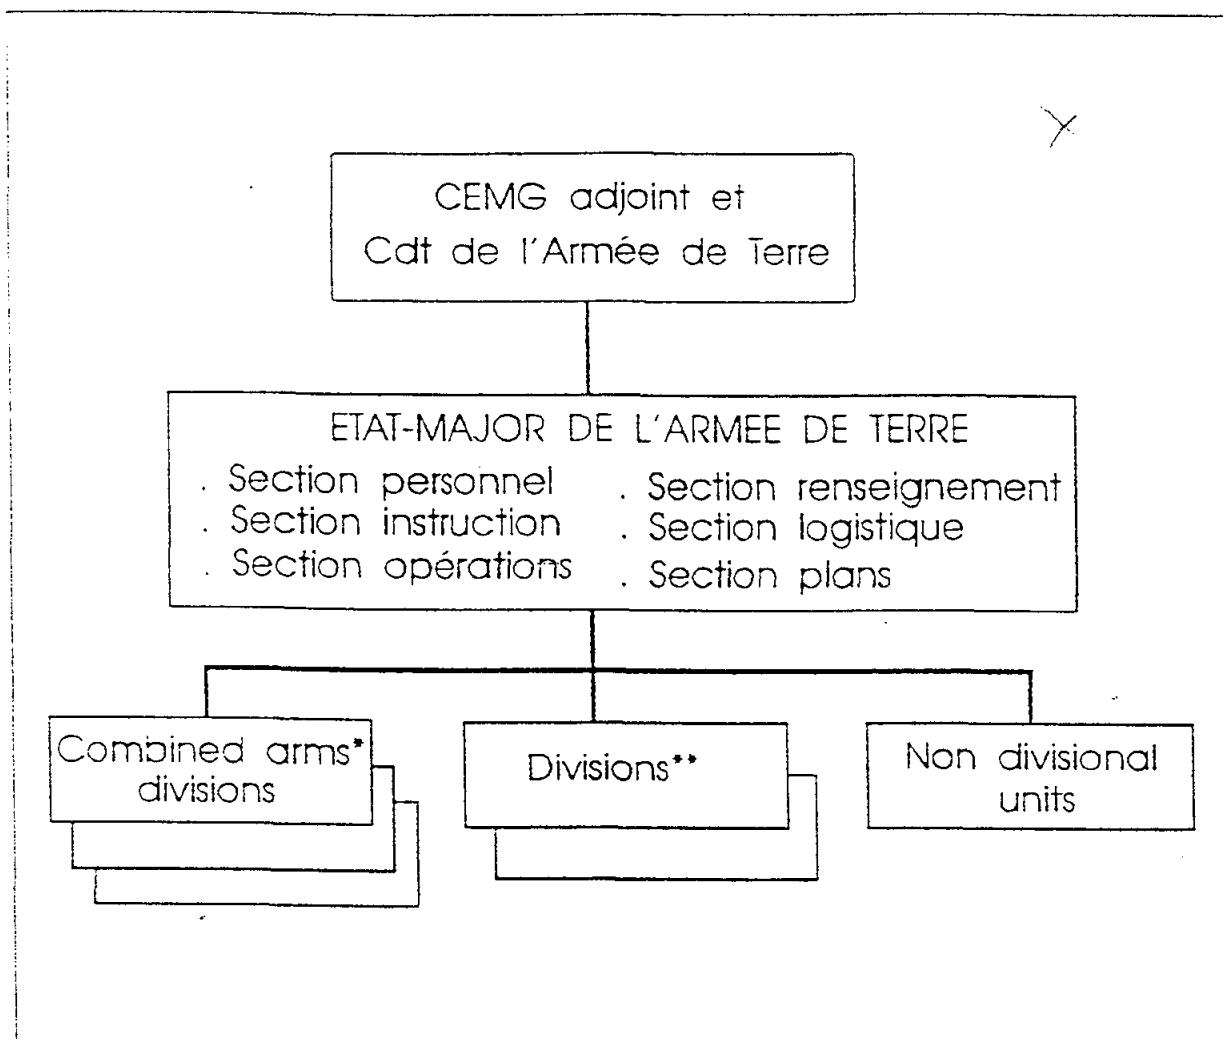 CEMG adjoint et
Cdt de l'Armée de Terre
ETAT-MAJOR DE L'ARMEE DE TERRE
. Section personnel
. Section instruction
. Section opérations
. Section renseignement
. Section logistique
. Section plans
Combined arms*
divisions
Divisions**
Non divisional
units